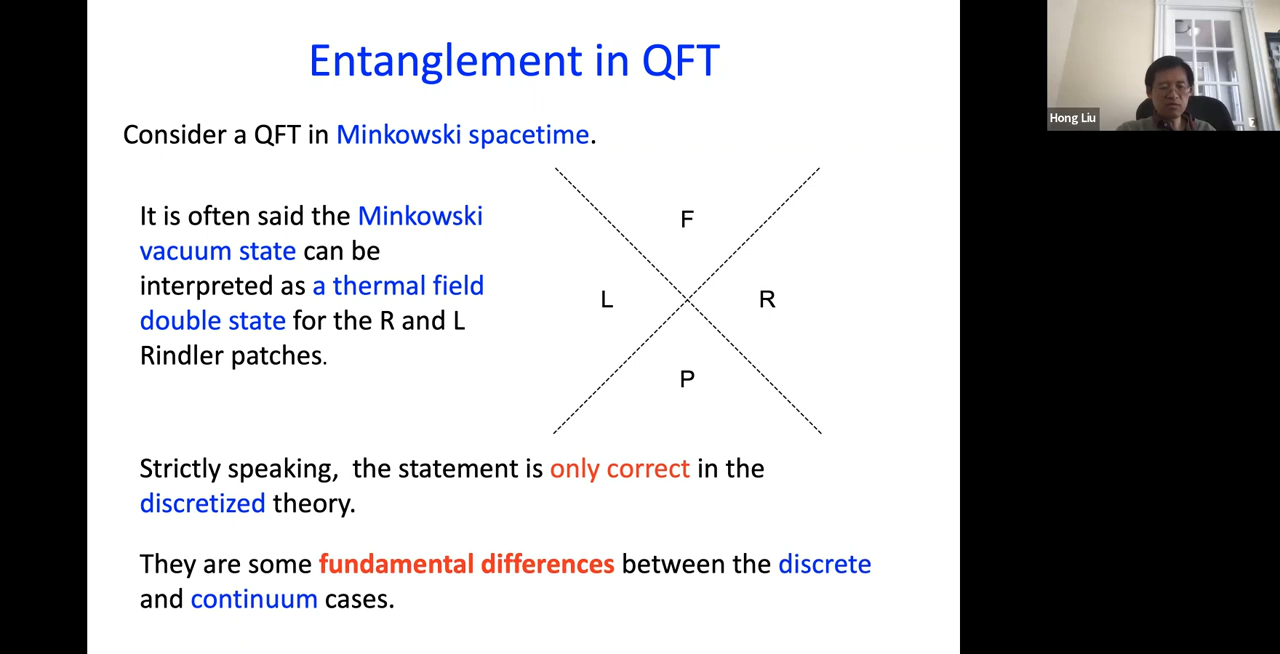 Entanglement in QFT
Consider a QFT in Minkowski spacetime.
It is often said the Minkowski
vacuum state can be
interpreted as a thermal field
double state for the R and L
Rindler patches.
F
L
R
P
Strictly speaking, the statement is only correct in the
discretized theory.
They are some fundamental differences between the discrete
and continuum cases.
Hong Liu